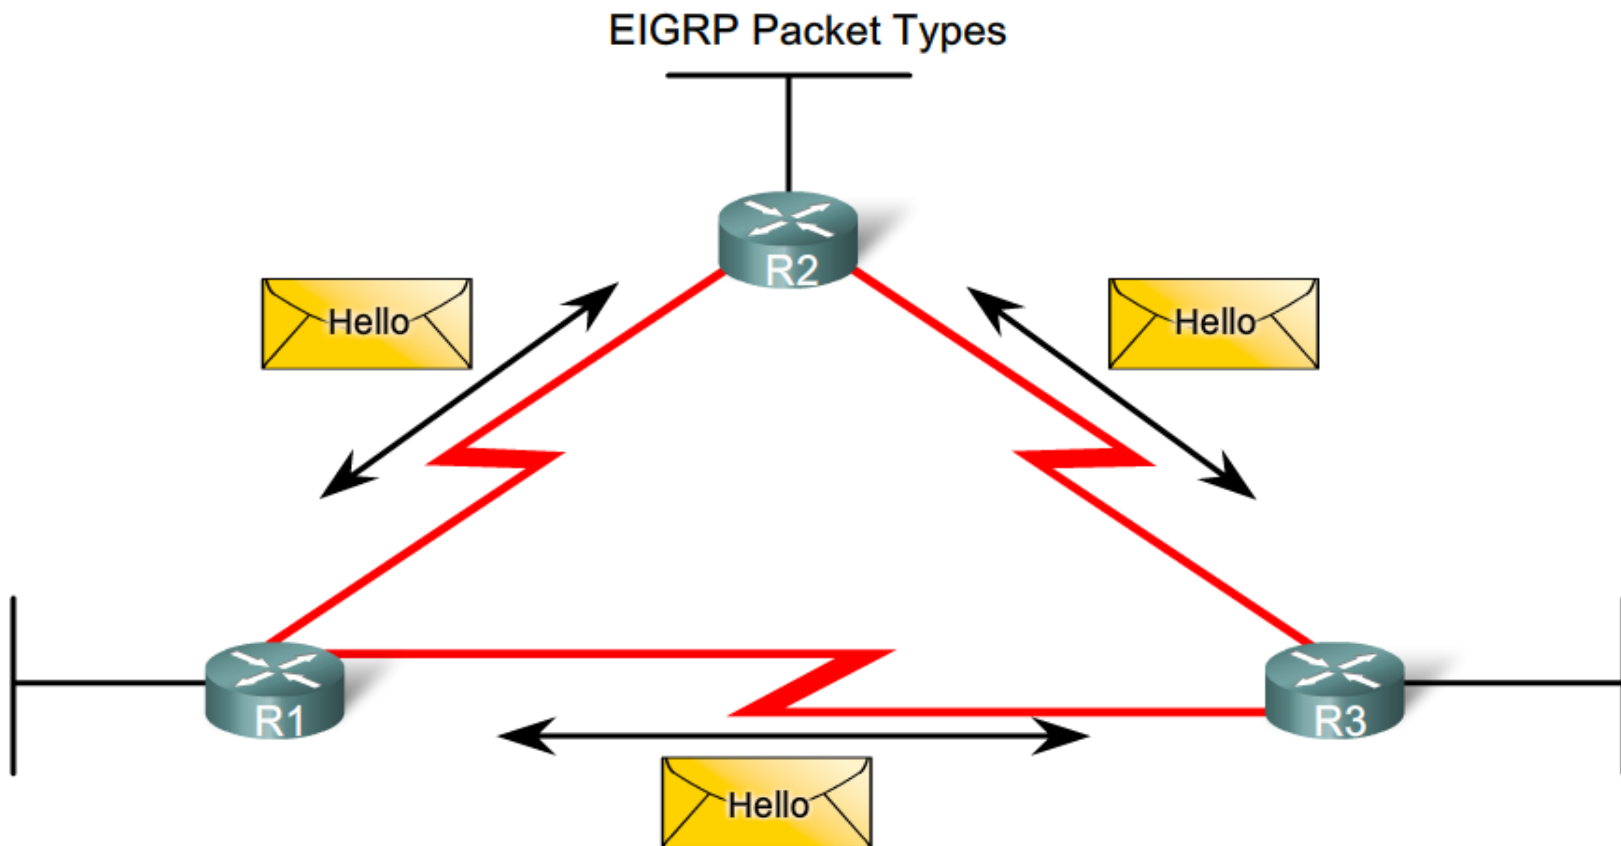 EIGRP Packet Types
R2
Hello
Hello
R1
R3
Hello